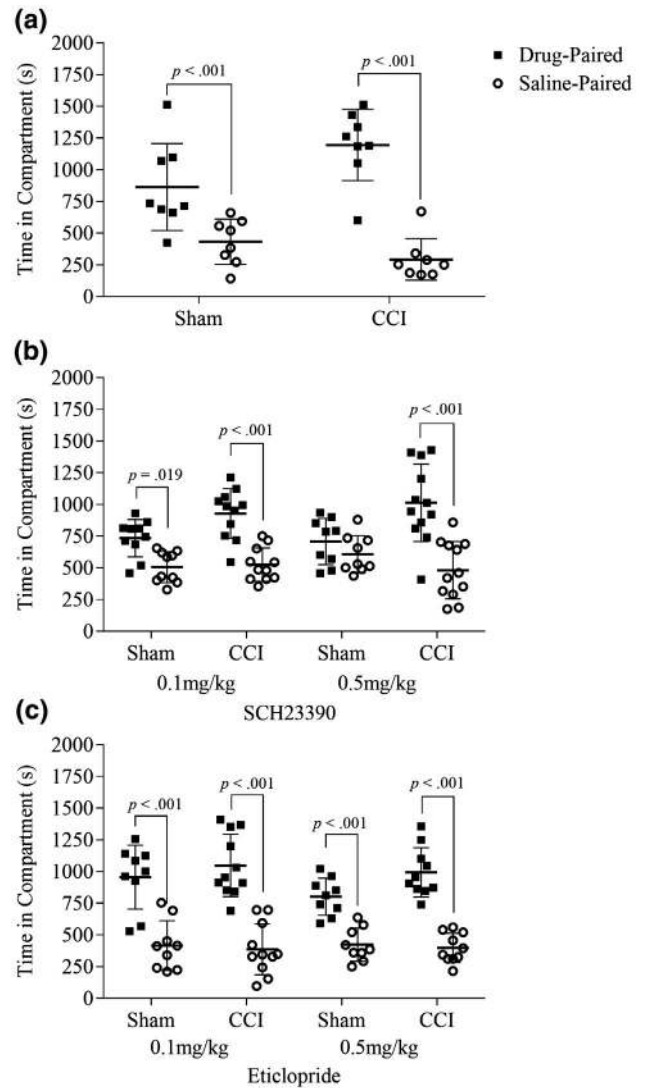 (a)
■ Drug-Paired
○ Saline-Paired
Time in Compartment (s)
2000
1750
1500
1250
1000
750
500
250
0
p < .001
p < .001
Sham CCI
(b)
Time in Compartment (s)
2000
1750
1500
1250
1000
750
500
250
0
p = .019
p < .001
p < .001
Sham CCI Sham CCI
0.1mg/kg 0.5mg/kg
SCH23390
(c)
Time in Compartment (s)
2000
1750
1500
1250
1000
750
500
250
0
p < .001
p < .001
p < .001
p < .001
Sham CCI Sham CCI
0.1mg/kg 0.5mg/kg
Eticlopride